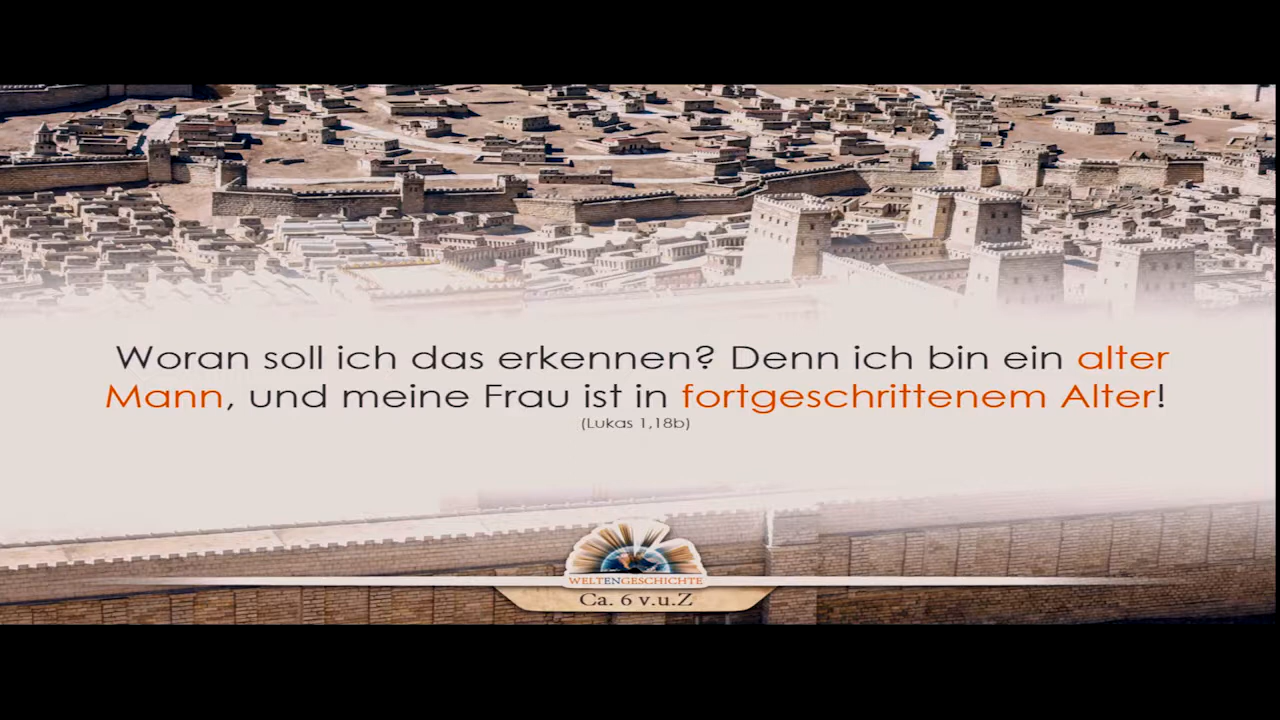 Woran soll ich das erkennen? Denn ich bin ein alter
Mann, und meine Frau ist in fortgeschrittenem Alter!
(Lukas 1,18b)
WELTENGESCHICHTE
Ca. 6 v.u.Z